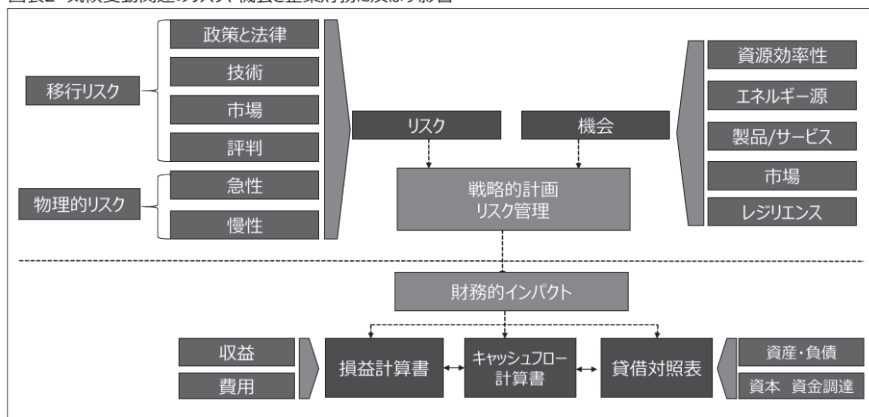 政策と法律
技術
移行リスク
市場
評判
急性
物理的リスク
慢性
リスク
機会
資源効率性
エネルギー源
製品/サービス
市場
レジリエンス
戦略的計画
リスク管理
財務的インパクト
収益
費用
損益計算書
キャッシュフロー
計算書
貸借対照表
資産・負債
資本 資金調達